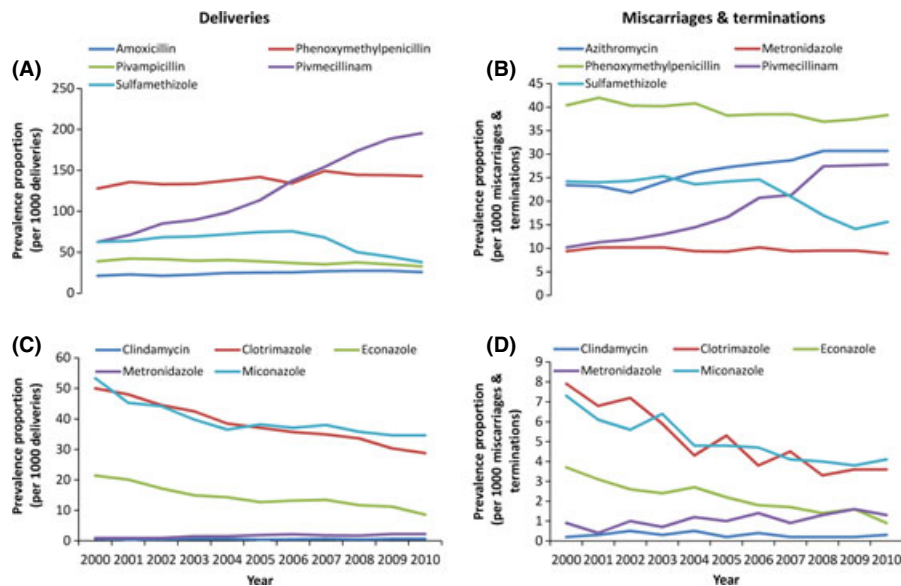 Deliveries
Miscarriages & terminations
(A)
Amoxicillin Phenoxymethylpenicillin
Pivampicillin Pivmecillinam
Sulfamethizole
Prevalence proportion
(per 1000 deliveries)
250
200
150
100
50
0
(B)
Azithromycin Metronidazole
Phenoxymethylpenicillin Pivmecillinam
Sulfamethizole
Prevalence proportion
(per 1000 miscarriages &
terminations)
45
40
35
30
25
20
15
10
5
0
(C)
Clindamycin Clotrimazole Econazole
Metronidazole Miconazole
Prevalence proportion
(per 1000 deliveries)
60
50
40
30
20
10
0
2000 2001 2002 2003 2004 2005 2006 2007 2008 2009 2010
Year
(D)
Clindamycin Clotrimazole Econazole
Metronidazole Miconazole
Prevalence proportion
(per 1000 miscarriages &
terminations)
9
8
7
6
5
4
3
2
1
0
2000 2001 2002 2003 2004 2005 2006 2007 2008 2009 2010
Year